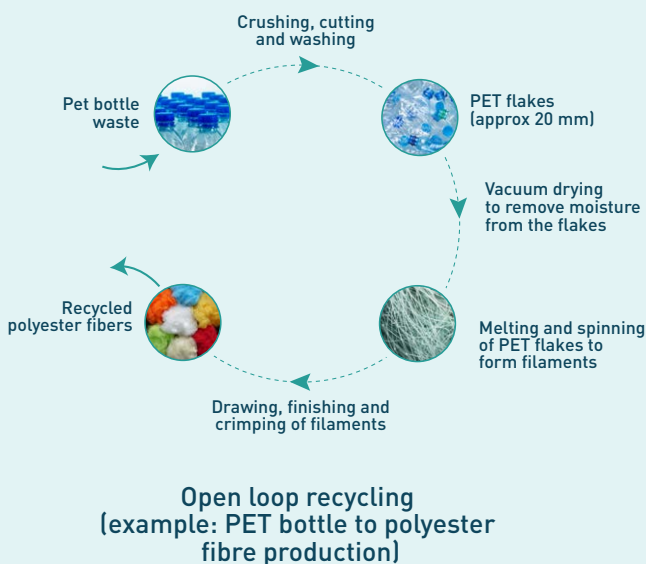 Crushing, cutting
and washing
Pet bottle
waste
PET flakes
(approx 20 mm)
Vacuum drying
to remove moisture
from the flakes
Recycled
polyester fibers
Melting and spinning
of PET flakes to
form filaments
Drawing, finishing and
crimping of filaments
Open loop recycling
(example: PET bottle to polyester
fibre production)